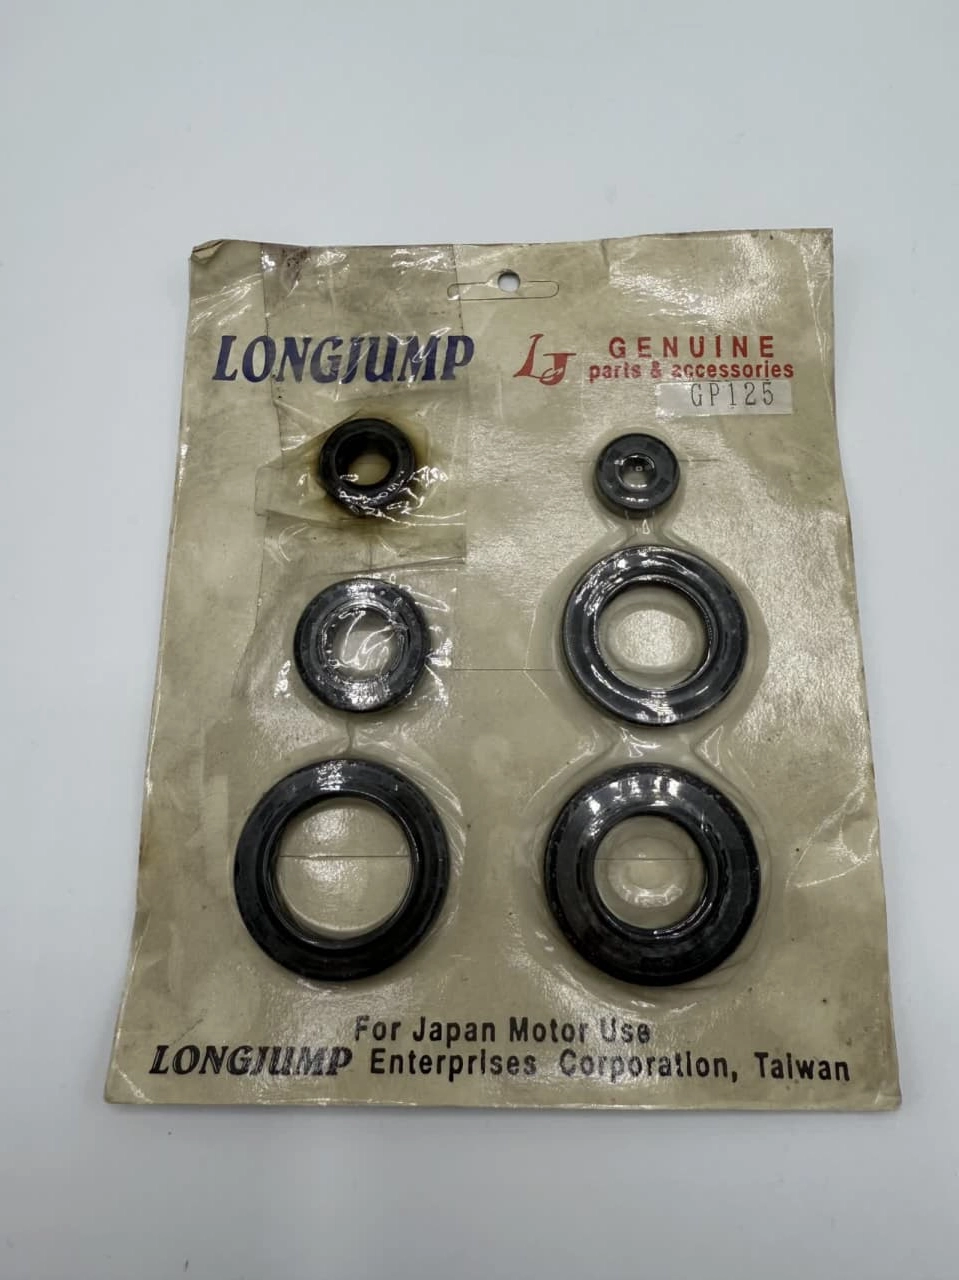 LONGJUMP
LJ
GENUINE
parts & accessories
GP125
For Japan Motor Use
LONGJUMP Enterprises Corporation, Taiwan